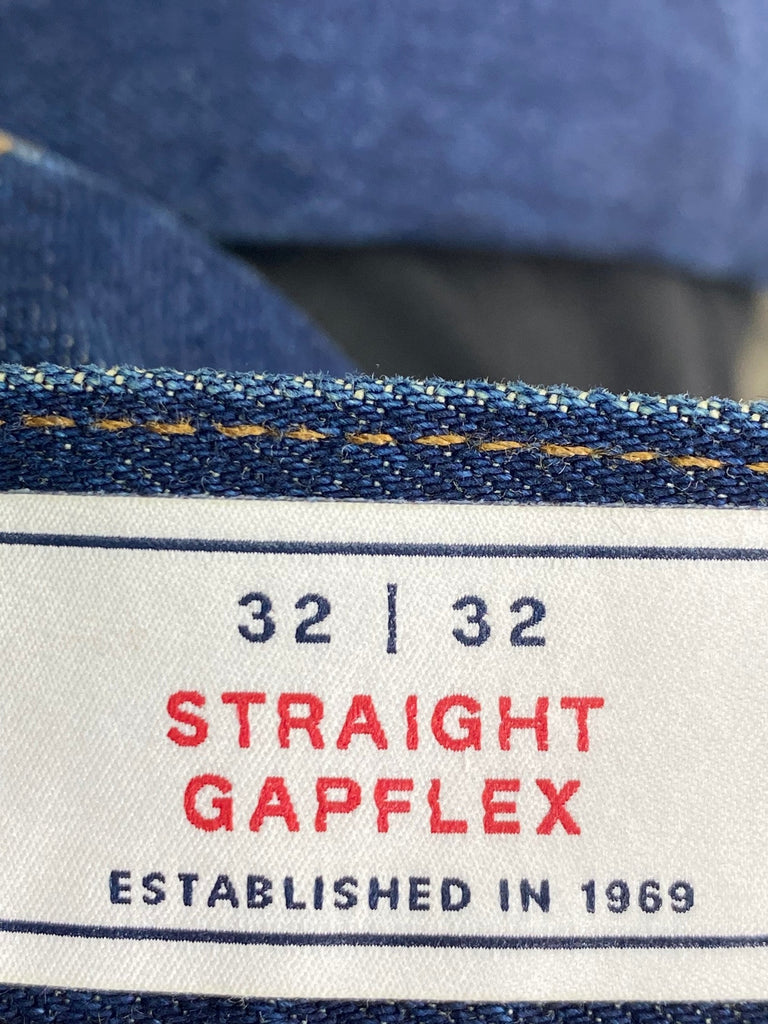 32 | 32
STRAIGHT
GAPFLEX
ESTABLISHED IN 1969